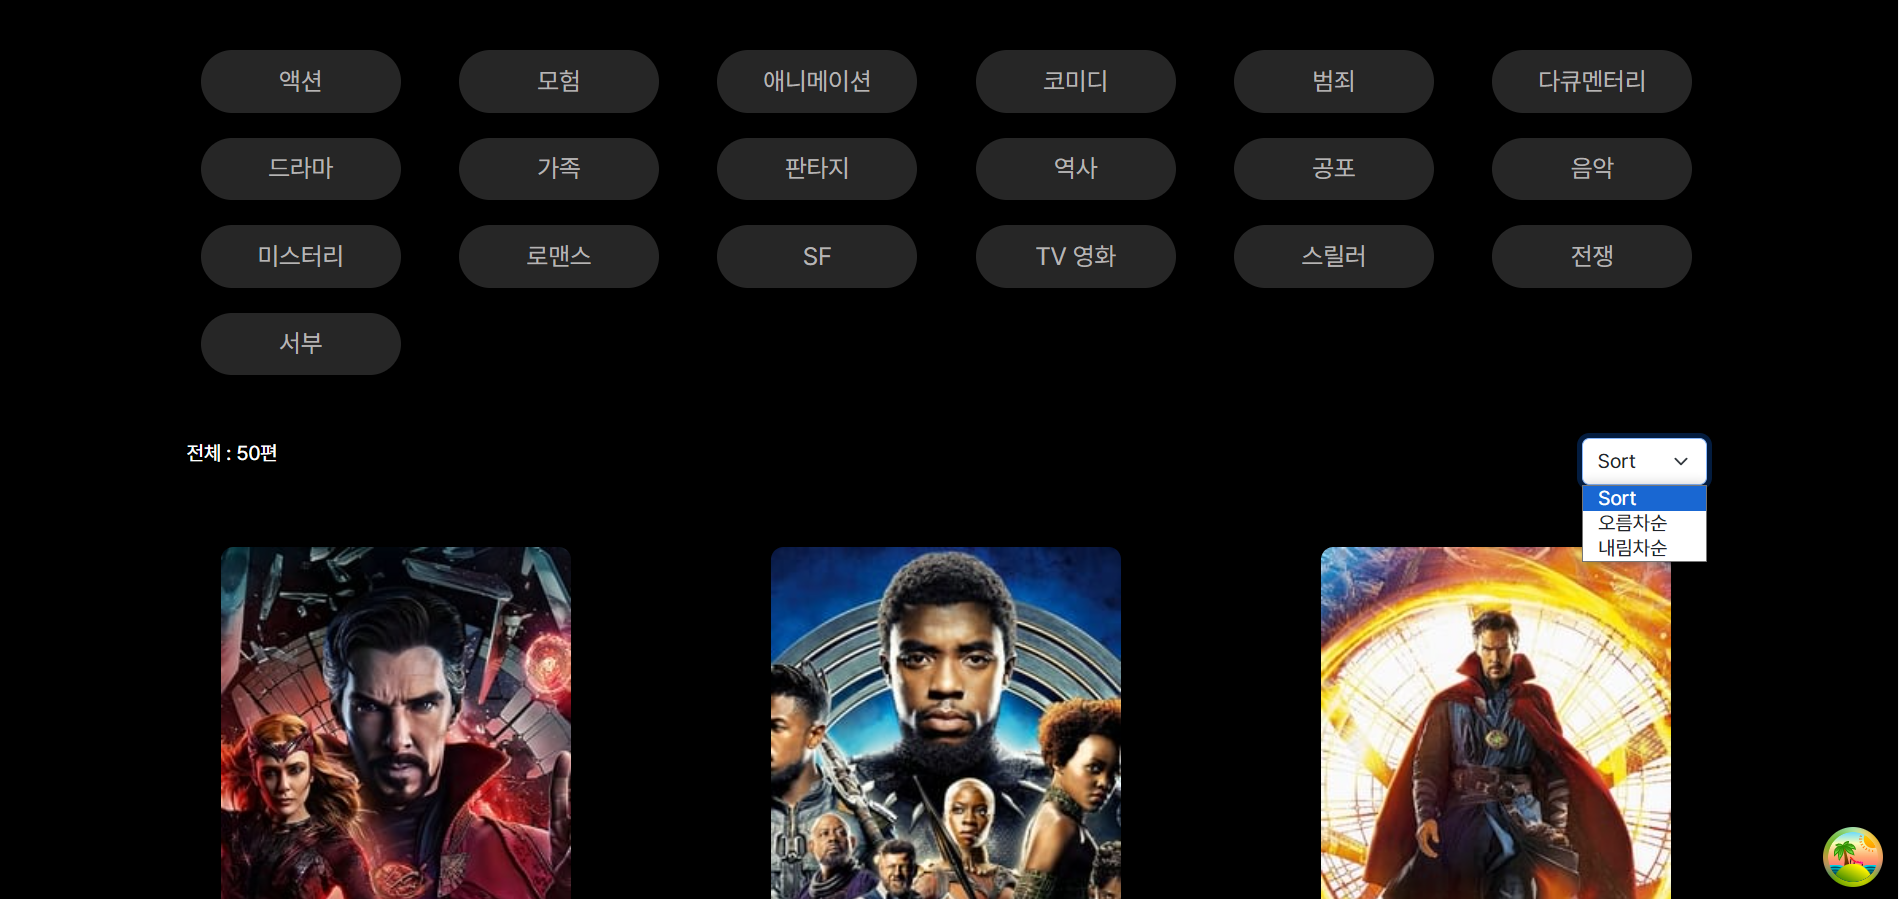 액션 모험 애니메이션 코미디 범죄 다큐멘터리
드라마 가족 판타지 역사 공포 음악
미스터리 로맨스 SF TV 영화 스릴러 전쟁
서부
전체 : 50편
Sort
Sort
오름차순
내림차순